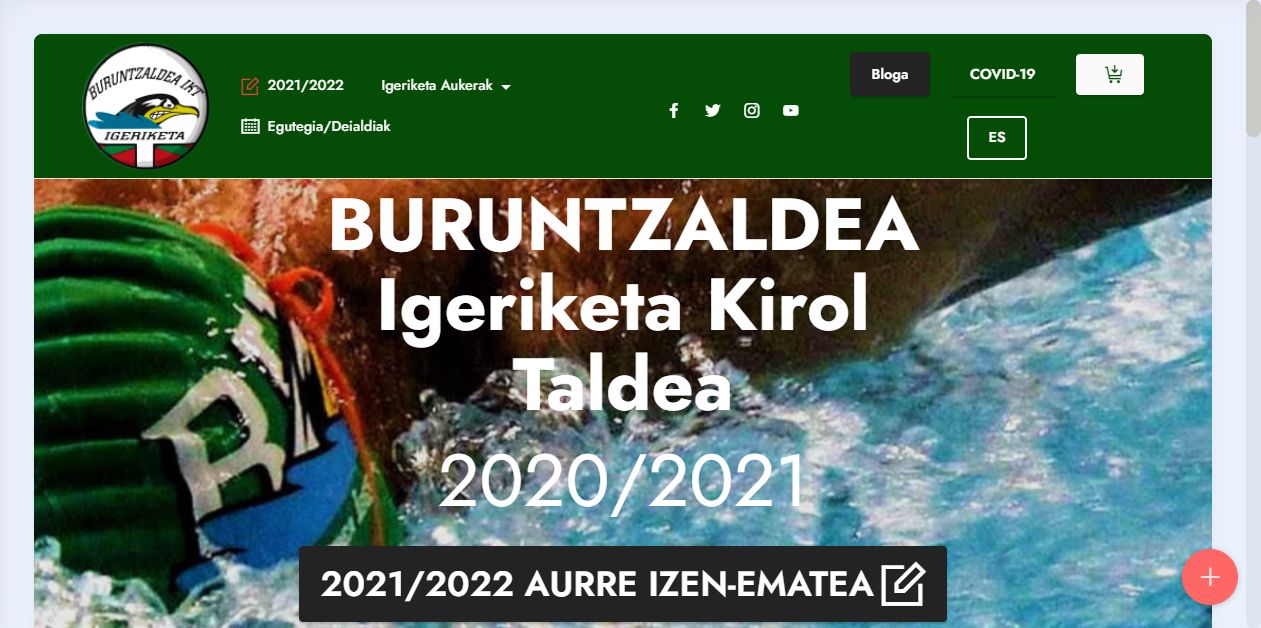 BURUNTZALDEA IKT
IGERIKETA
2021/2022
Igeriketa Aukerak
Egutegia/Deialdiak
Bloga
COVID-19
ES
BURUNTZALDEA
Igeriketa Kirol
Taldea
2020/2021
2021/2022 AURRE IZEN-EMATEA